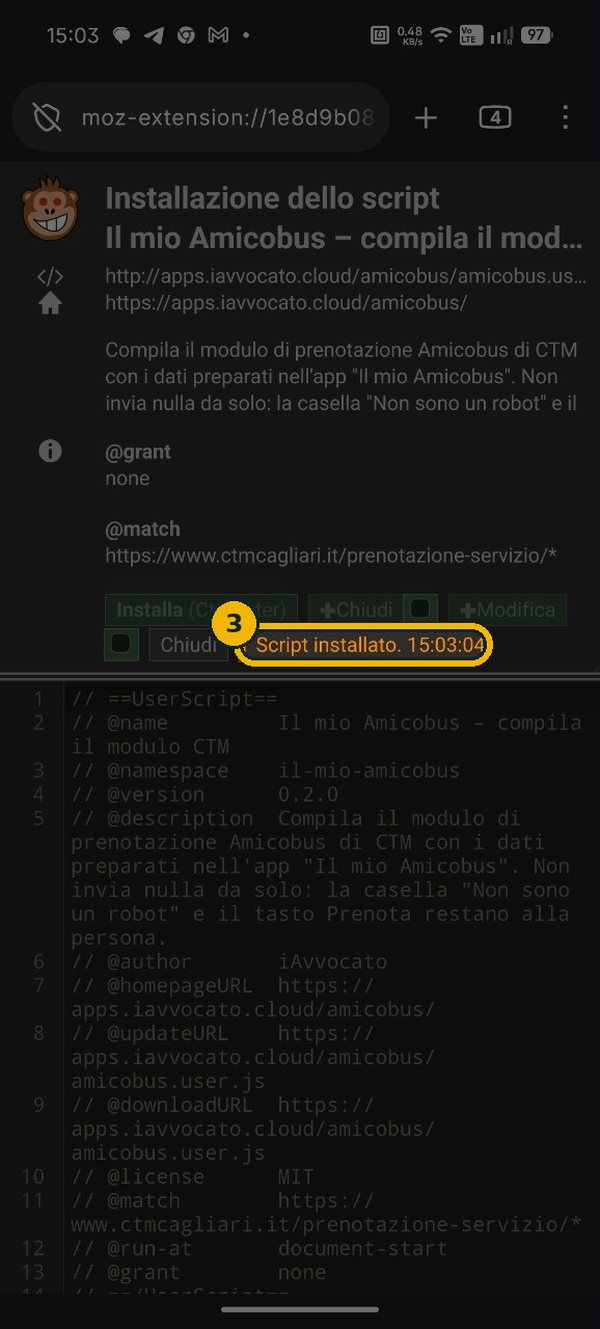 15:03
0.48
KB/s
Vo
LTE
R
97
moz-extension://1e8d9b08
4
Installazione dello script
Il mio Amicobus – compila il mod…
</> http://apps.iavvocato.cloud/amicobus/amicobus.us…
https://apps.iavvocato.cloud/amicobus/
Compila il modulo di prenotazione Amicobus di CTM
con i dati preparati nell'app "Il mio Amicobus". Non
invia nulla da solo: la casella "Non sono un robot" e il
@grant
none
@match
https://www.ctmcagliari.it/prenotazione-servizio/*
Installa +Chiudi +Modifica
3
Chiudi Script installato. 15:03:04
1 // ==UserScript==
2 // @name Il mio Amicobus – compila
il modulo CTM
3 // @namespace il-mio-amicobus
4 // @version 0.2.0
5 // @description Compila il modulo di
prenotazione Amicobus di CTM con i dati
preparati nell'app "Il mio Amicobus". Non
invia nulla da solo: la casella "Non sono
un robot" e il tasto Prenota restano alla
persona.
6 // @author iAvvocato
7 // @homepageURL https://
apps.iavvocato.cloud/amicobus/
8 // @updateURL https://
apps.iavvocato.cloud/amicobus/
amicobus.user.js
9 // @downloadURL https://
apps.iavvocato.cloud/amicobus/
amicobus.user.js
10 // @license MIT
11 // @match https://
www.ctmcagliari.it/prenotazione-servizio/*
12 // @run-at document-start
13 // @grant none
14 // ==/UserScript==